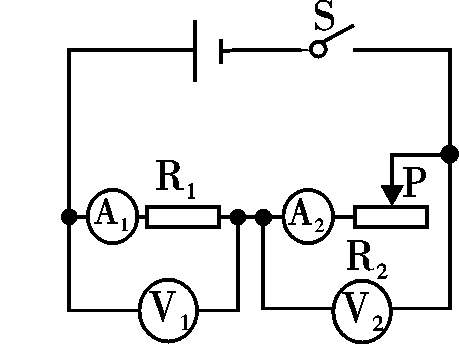 S
R₁ P
A₁ A₂
R₂
V₁ V₂